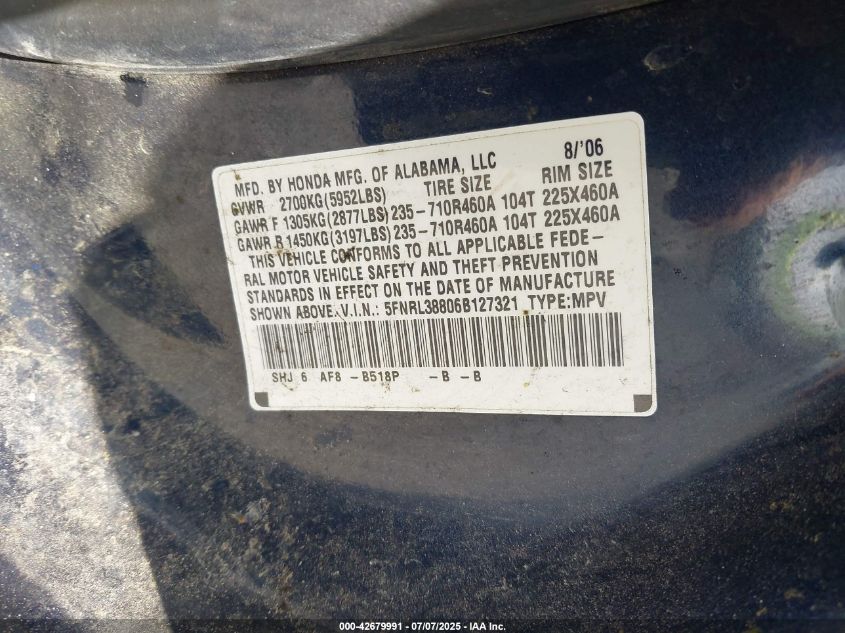 MFD. BY HONDA MFG. OF ALABAMA, LLC 8/'06
GVWR 2700KG(5952LBS) TIRE SIZE RIM SIZE
GAWR F 1305KG(2877LBS) 235-710R460A 104T 225X460A
GAWR R 1450KG(3197LBS) 235-710R460A 104T 225X460A
THIS VEHICLE CONFORMS TO ALL APPLICABLE FEDE-
RAL MOTOR VEHICLE SAFETY AND THEFT PREVENTION
STANDARDS IN EFFECT ON THE DATE OF MANUFACTURE
SHOWN ABOVE. V.I.N.: 5FNRL38806B127321 TYPE:MPV
SHJ 6 AF8 -B518P -B -B
000-42679991 - 07/07/2025 - IAA Inc.